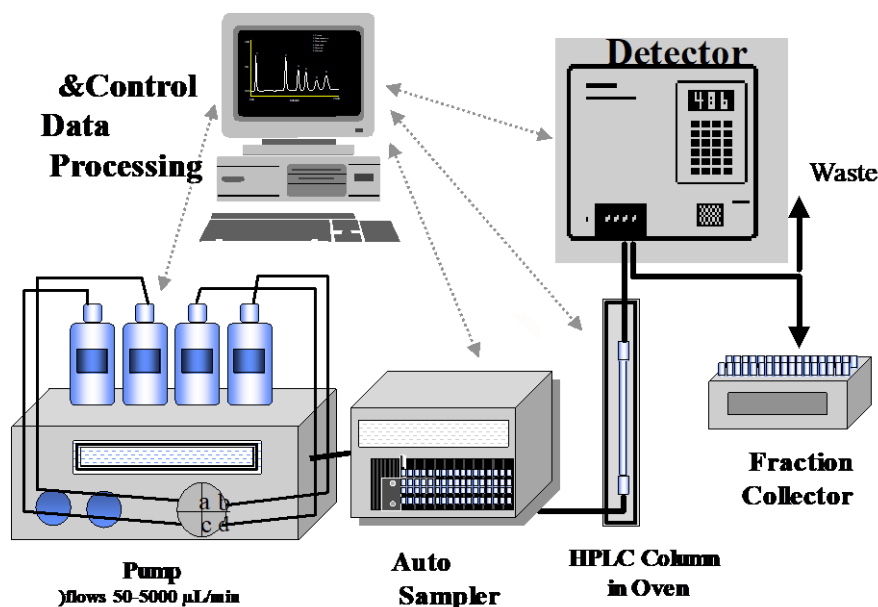 Detector
&Control
Data
Processing
486
Waste
a b
c d
Fraction
Collector
Pump
)flows 50-5000 µL/min
Auto
Sampler
HPLC Column
in Oven